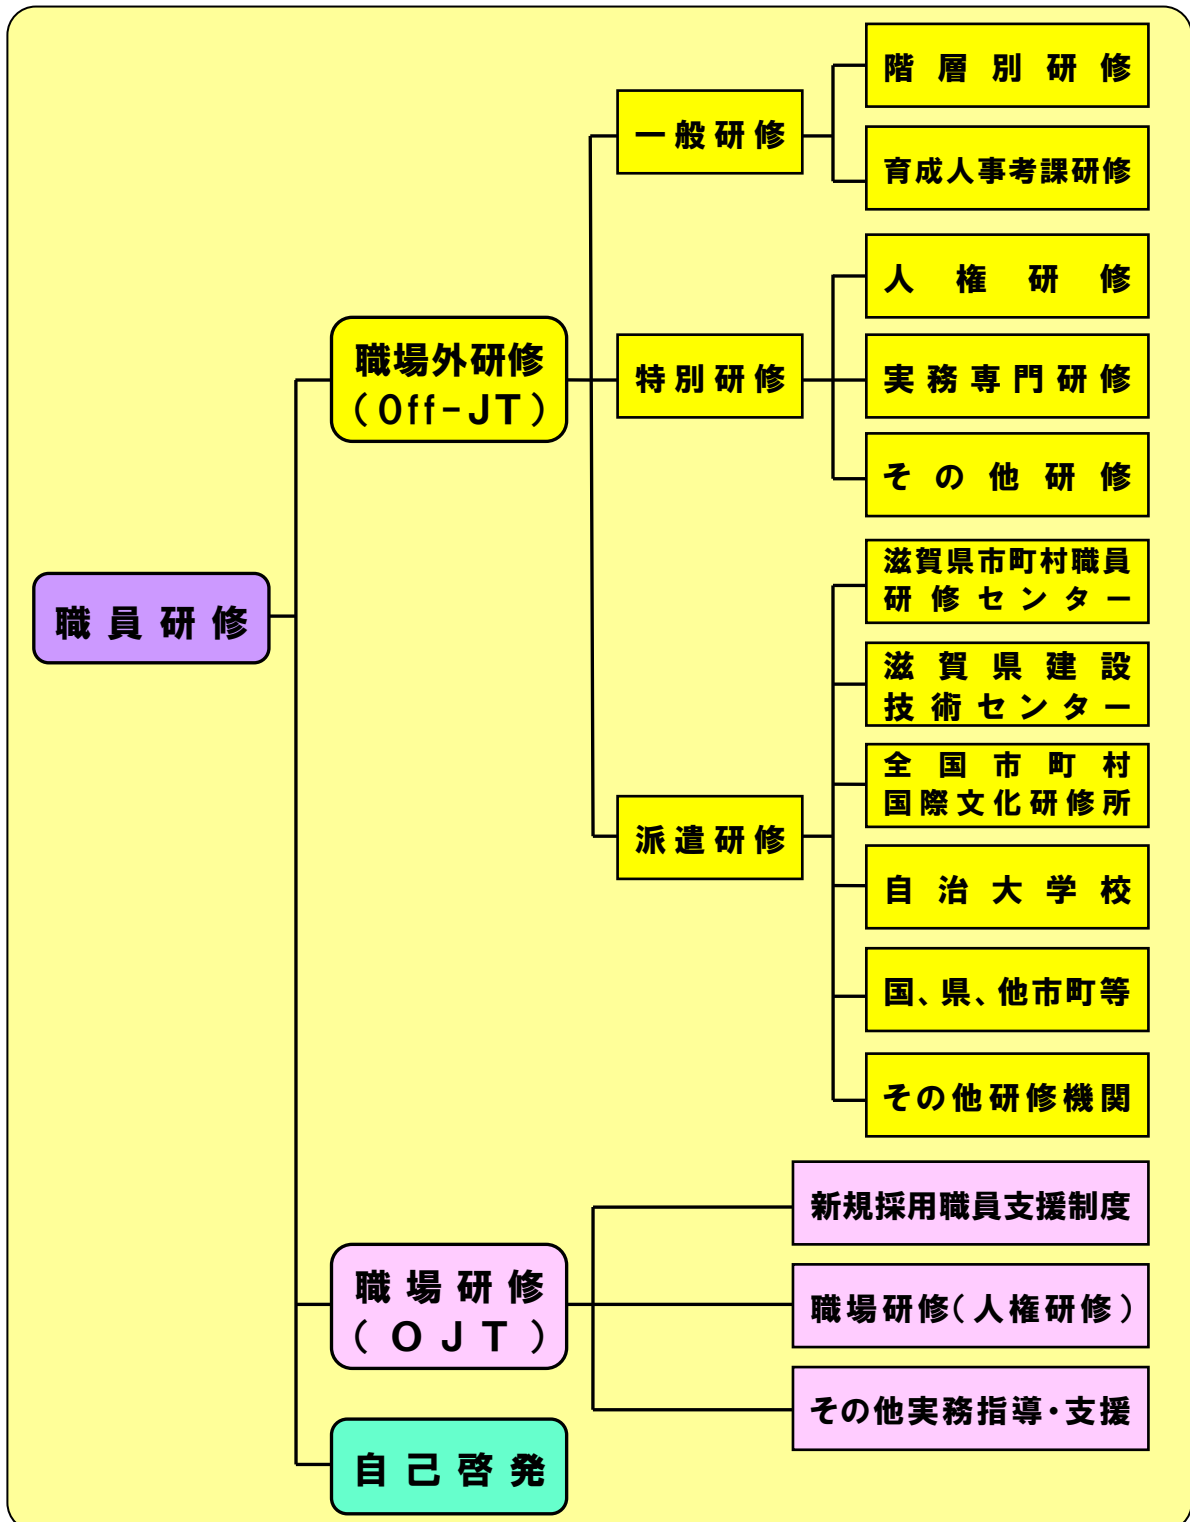 職員研修
職場外研修
（Off-JT）
一般研修
階層別研修
育成人事考課研修
特別研修
人権研修
実務専門研修
その他研修
派遣研修
滋賀県市町村職員
研修センター
滋賀県建設
技術センター
全国市町村
国際文化研修所
自治大学校
国、県、他市町等
その他研修機関
職場研修
（OJT）
新規採用職員支援制度
職場研修（人権研修）
その他実務指導・支援
自己啓発